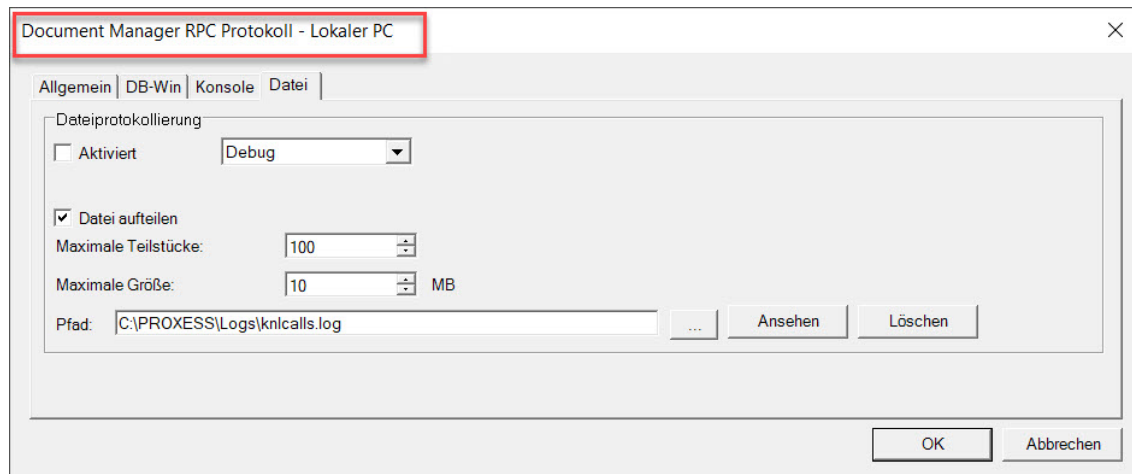 Document Manager RPC Protokoll - Lokaler PC
Allgemein DB-Win Konsole Datei
Dateiprotokollierung
Aktiviert Debug
Datei aufteilen
Maximale Teilstücke: 100
Maximale Größe: 10 MB
Pfad: C:\PROXESS\Logs\knlcalls.log ... Ansehen Löschen
OK Abbrechen